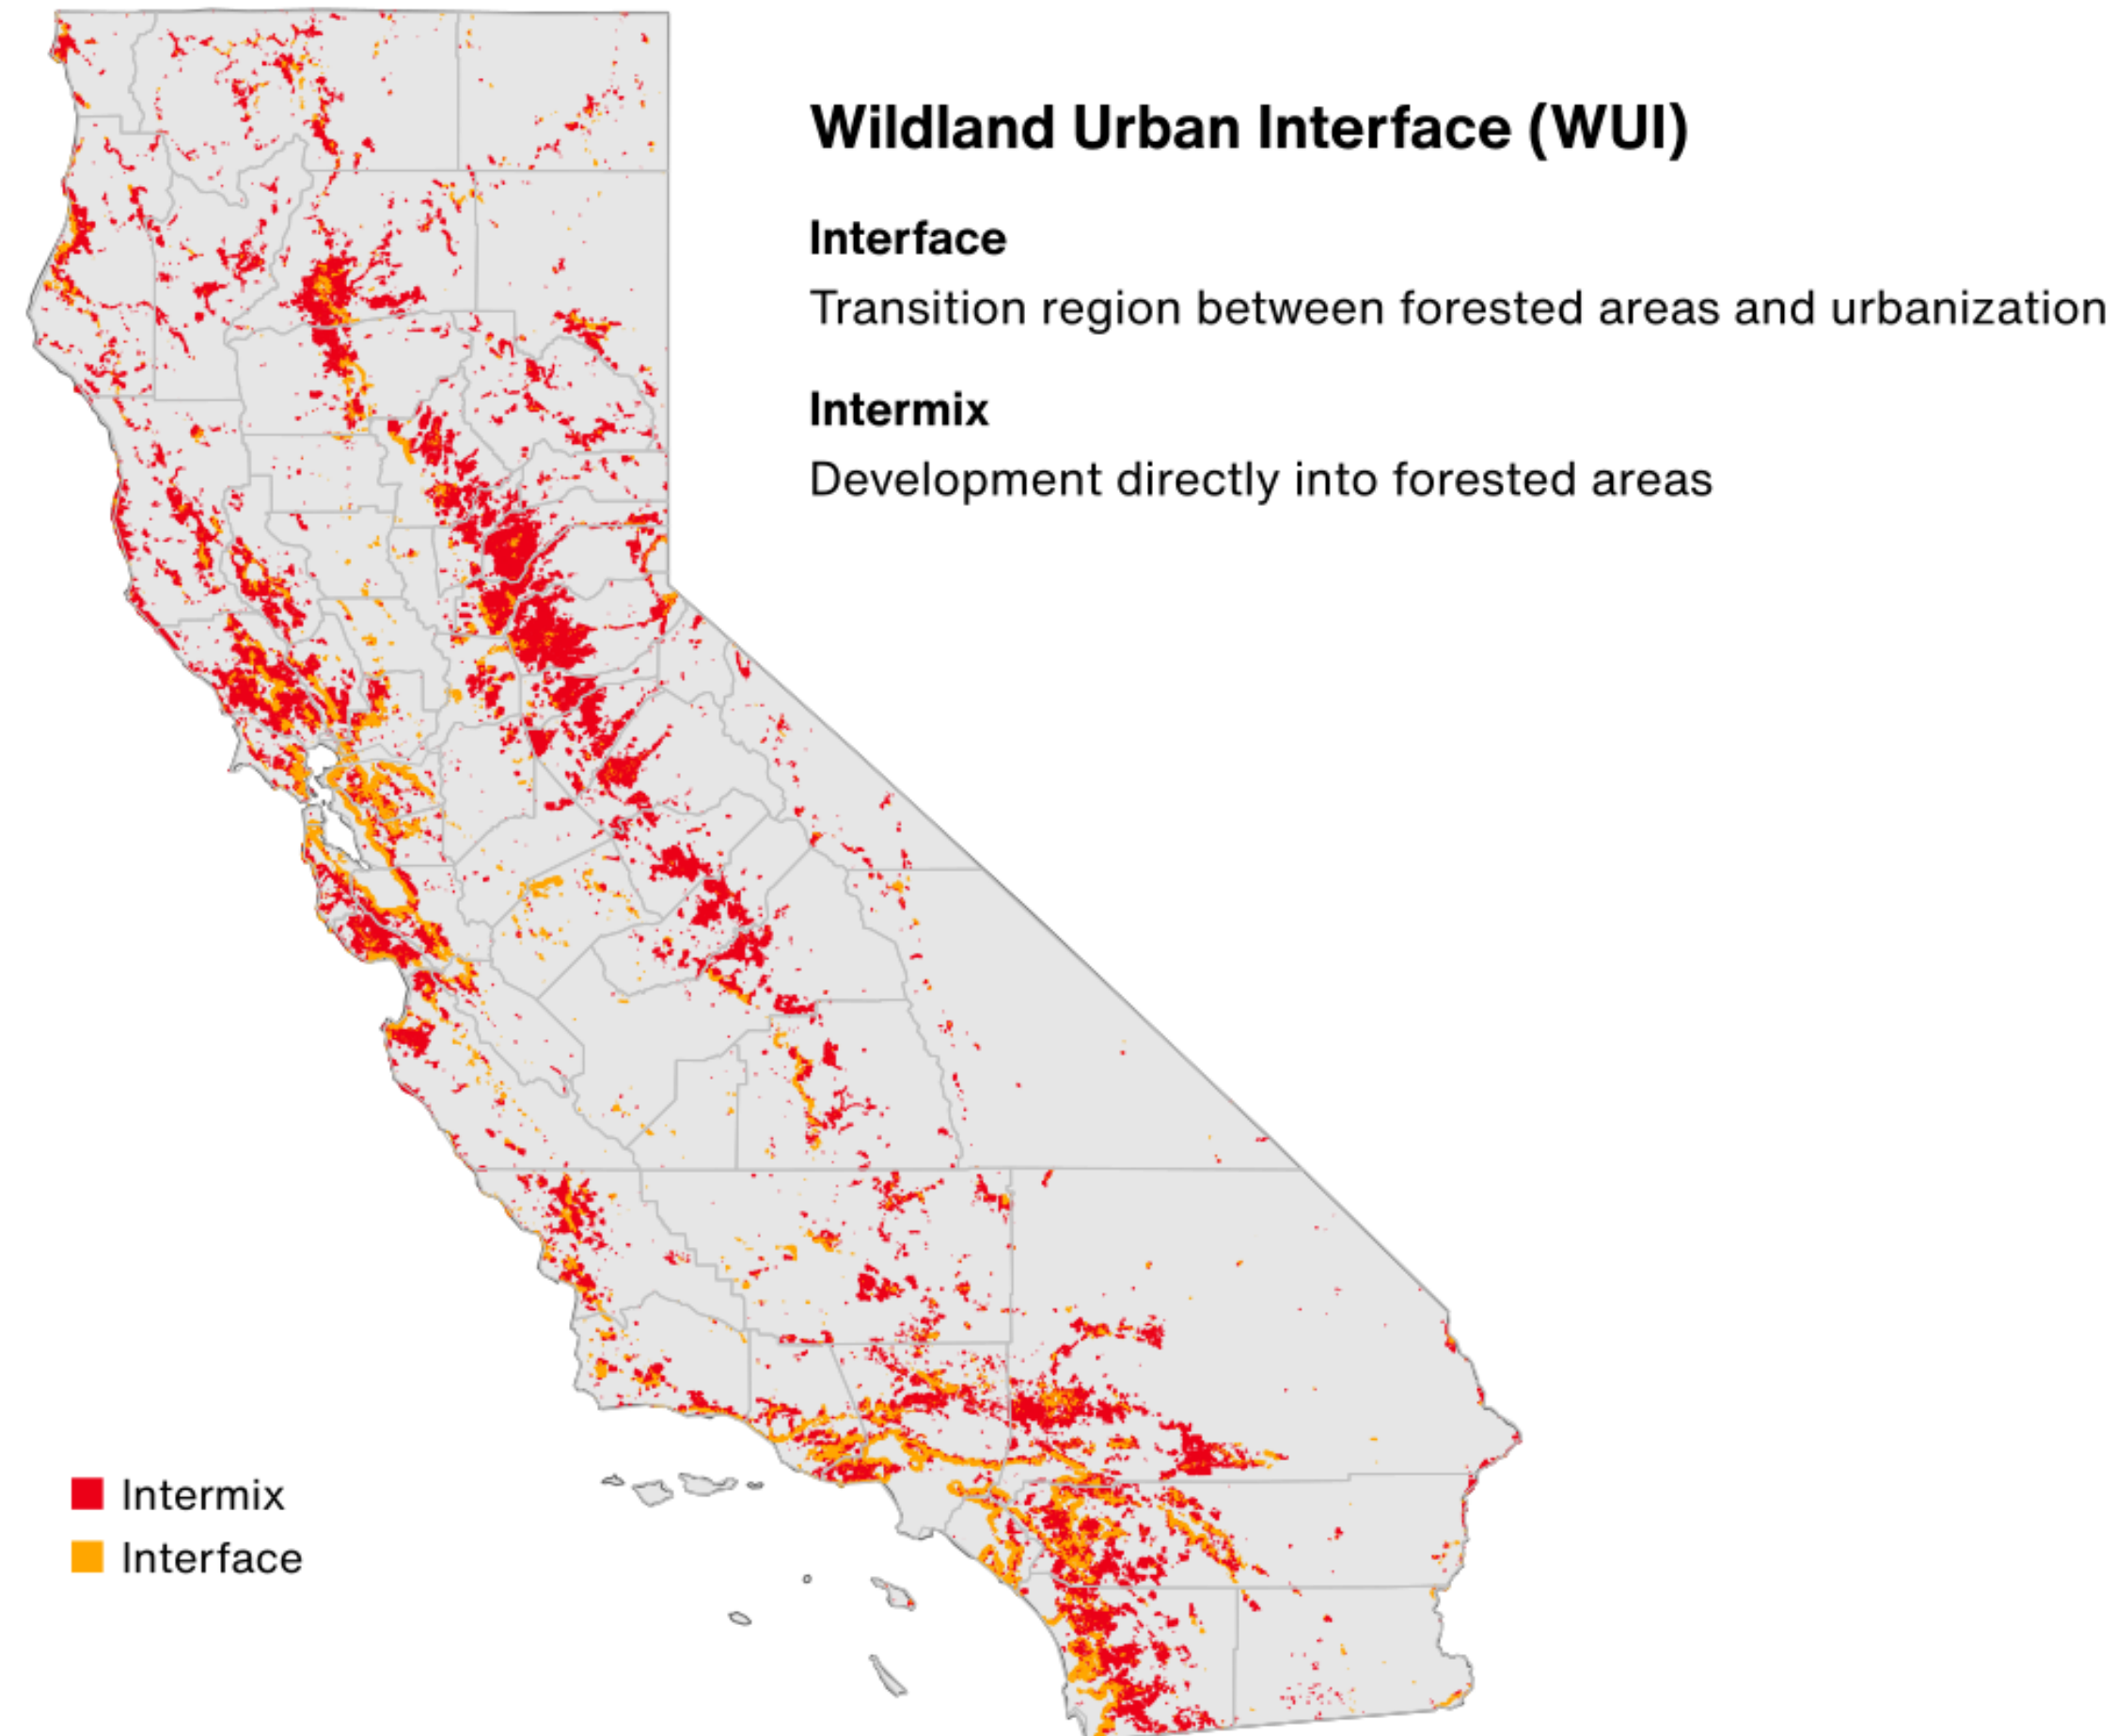 Wildland Urban Interface (WUI)
Interface
Transition region between forested areas and urbanization
Intermix
Development directly into forested areas
Intermix
Interface